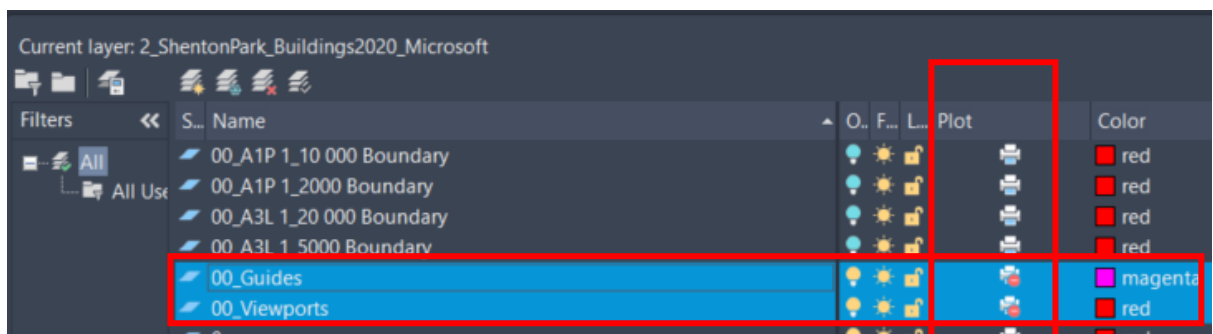 Current layer: 2_ShentonPark_Buildings2020_Microsoft
Filters << S... Name O.. F... L... Plot Color
All 00_A1P 1_10 000 Boundary red
All Use 00_A1P 1_2000 Boundary red
00_A3L 1_20 000 Boundary red
00_A3L 1_5000 Boundary red
00_Guides magenta
00_Viewports red